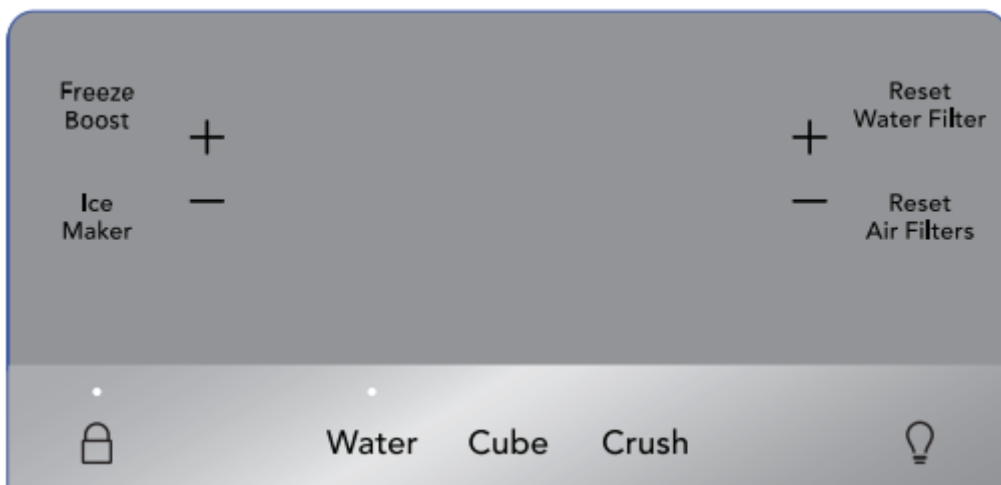 Freeze
Boost
+
Ice
Maker
−
+
Reset
Water Filter
−
Reset
Air Filters
Water Cube Crush